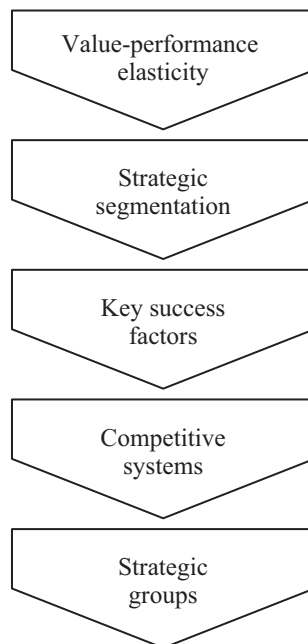 Value-performance
elasticity
Strategic
segmentation
Key success
factors
Competitive
systems
Strategic
groups